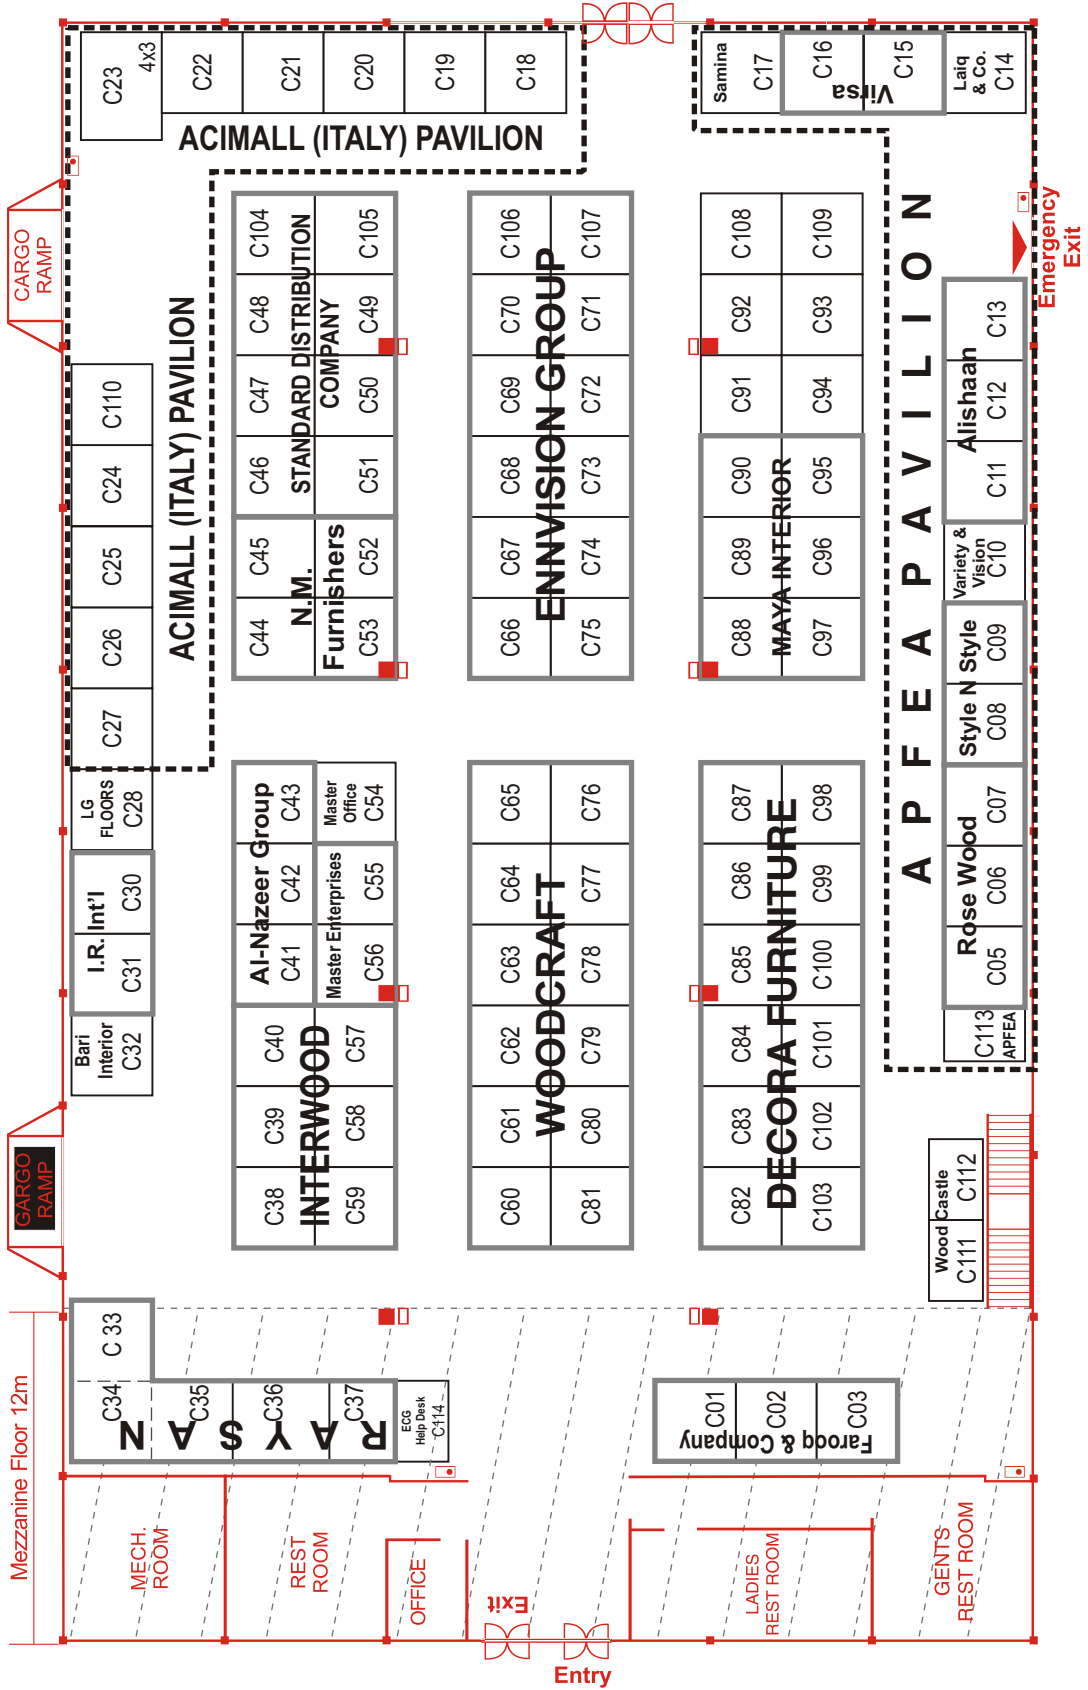 C23
4x3
C22
C21
C20
C19
C18
ACIMALL (ITALY) PAVILION
Samina
C17
C16
C15
Virsa
Laiq
& Co.
C14
CARGO
RAMP
ACIMALL (ITALY) PAVILION
C110
C24
C25
C26
C27
LG
FLOORS
C28
I.R. Int'l
C30
C31
Bari
Interior
C32
GARGO
RAMP
C104
C105
C48
C49
C47
C50
C46
C51
STANDARD DISTRIBUTION
COMPANY
C45
C52
C44
C53
N.M.
Furnishers
C106
C107
C70
C71
C69
C72
C68
C73
C67
C74
C66
C75
ENNVISION GROUP
C108
C109
C92
C93
C91
C94
C90
C95
C89
C96
C88
C97
MAYA INTERIOR
APFEA PAVILION
Emergency
Exit
C13
C12
C11
Alishaan
Variety &
Vision
C10
Style N Style
C09
C08
Rose Wood
C07
C06
C05
C113
APFEA
Al-Nazeer Group
C43
C42
C41
Master
Office
C54
Master Enterprises
C55
C56
INTERWOOD
C40
C57
C39
C58
C38
C59
WOODCRAFT
C65
C76
C64
C77
C63
C78
C62
C79
C61
C80
C60
C81
DECORA FURNITURE
C87
C98
C86
C99
C85
C100
C84
C101
C83
C102
C82
C103
Wood Castle
C112
C111
Mezzanine Floor 12m
C 33
C34
C35
C36
C37
RAYSAN
ECG
Help Desk
C114
C01
C02
C03
Farooq & Company
MECH.
ROOM
REST
ROOM
OFFICE
Exit
Entry
LADIES
REST ROOM
GENTS
REST ROOM